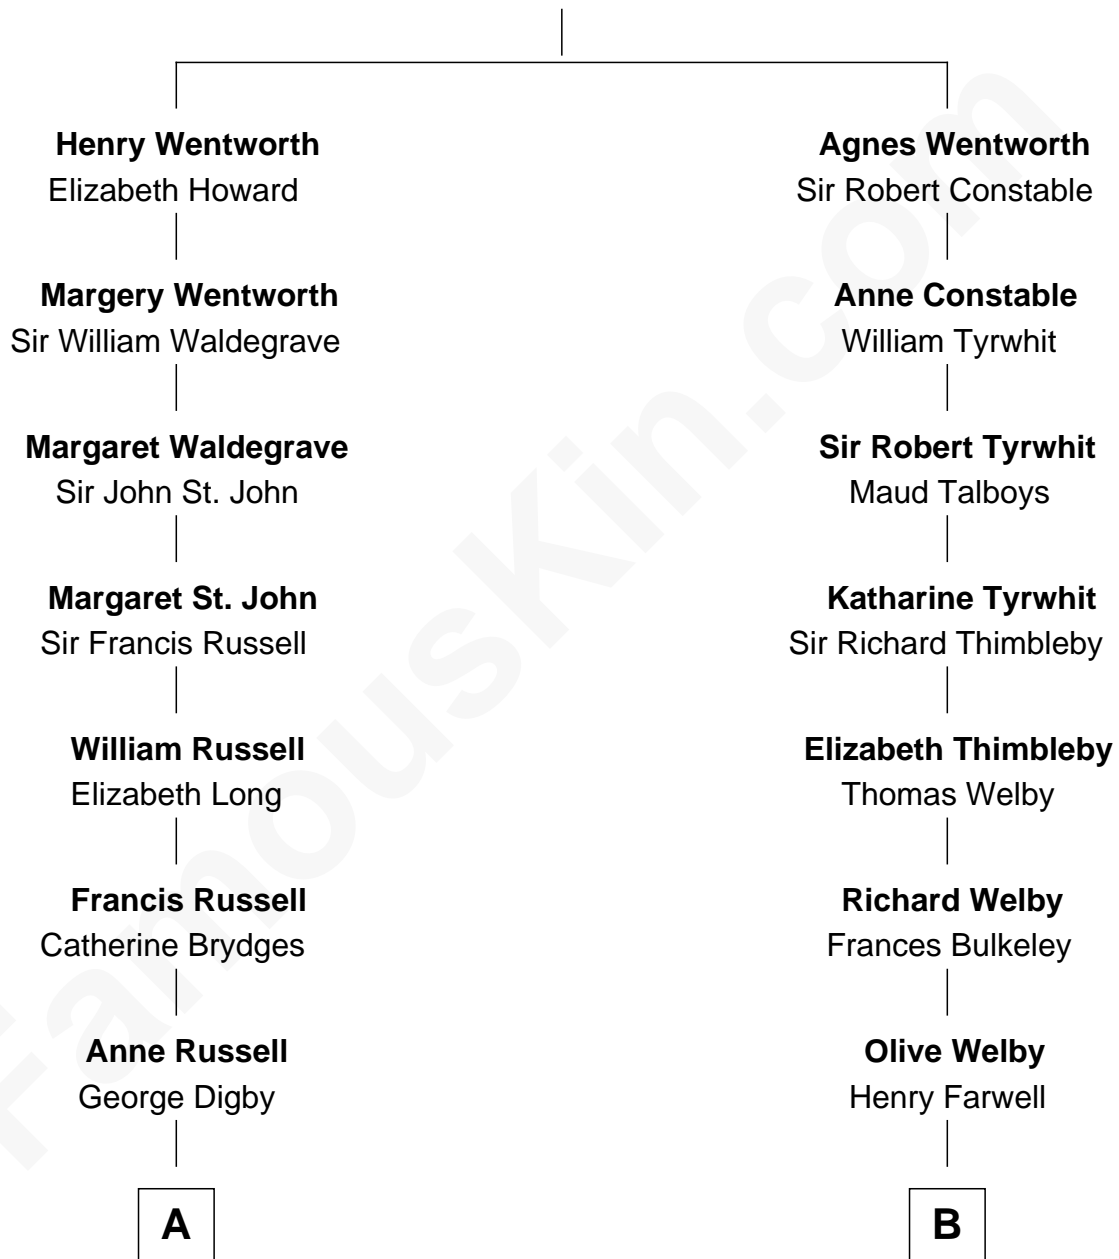 Henry Wentworth
Elizabeth Howard
Margery Wentworth
Sir William Waldegrave
Margaret Waldegrave
Sir John St. John
Margaret St. John
Sir Francis Russell
William Russell
Elizabeth Long
Francis Russell
Catherine Brydges
Anne Russell
George Digby
A
Agnes Wentworth
Sir Robert Constable
Anne Constable
William Tyrwhit
Sir Robert Tyrwhit
Maud Talboys
Katharine Tyrwhit
Sir Richard Thimbleby
Elizabeth Thimbleby
Thomas Welby
Richard Welby
Frances Bulkeley
Olive Welby
Henry Farwell
B
FamousKin.com